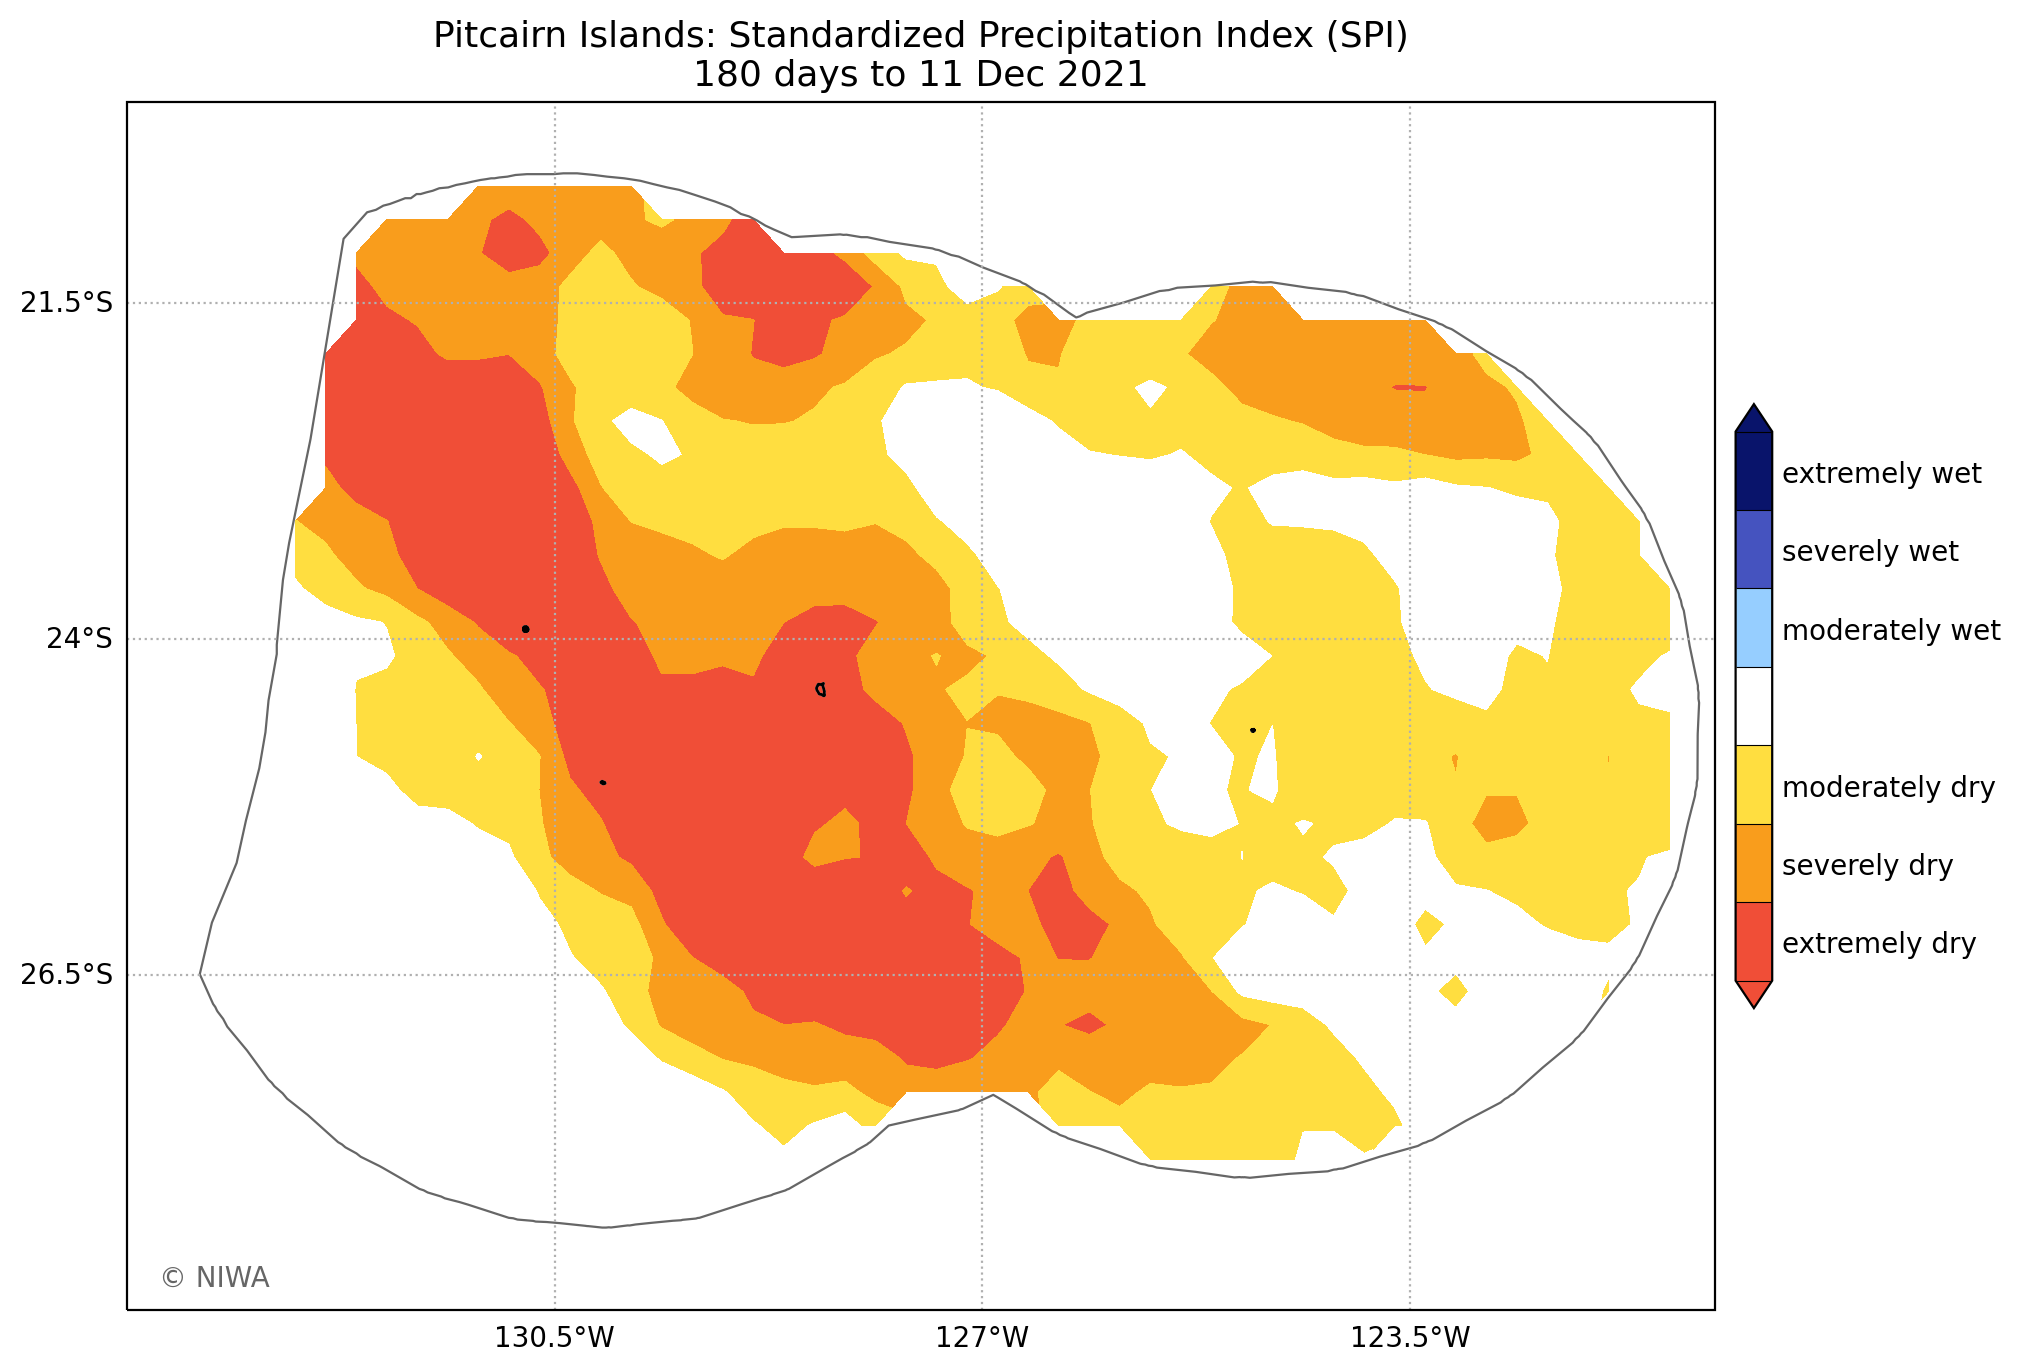 Pitcairn Islands: Standardized Precipitation Index (SPI)
180 days to 11 Dec 2021
21.5°S
24°S
26.5°S
130.5°W
127°W
123.5°W
extremely wet
severely wet
moderately wet
moderately dry
severely dry
extremely dry
© NIWA